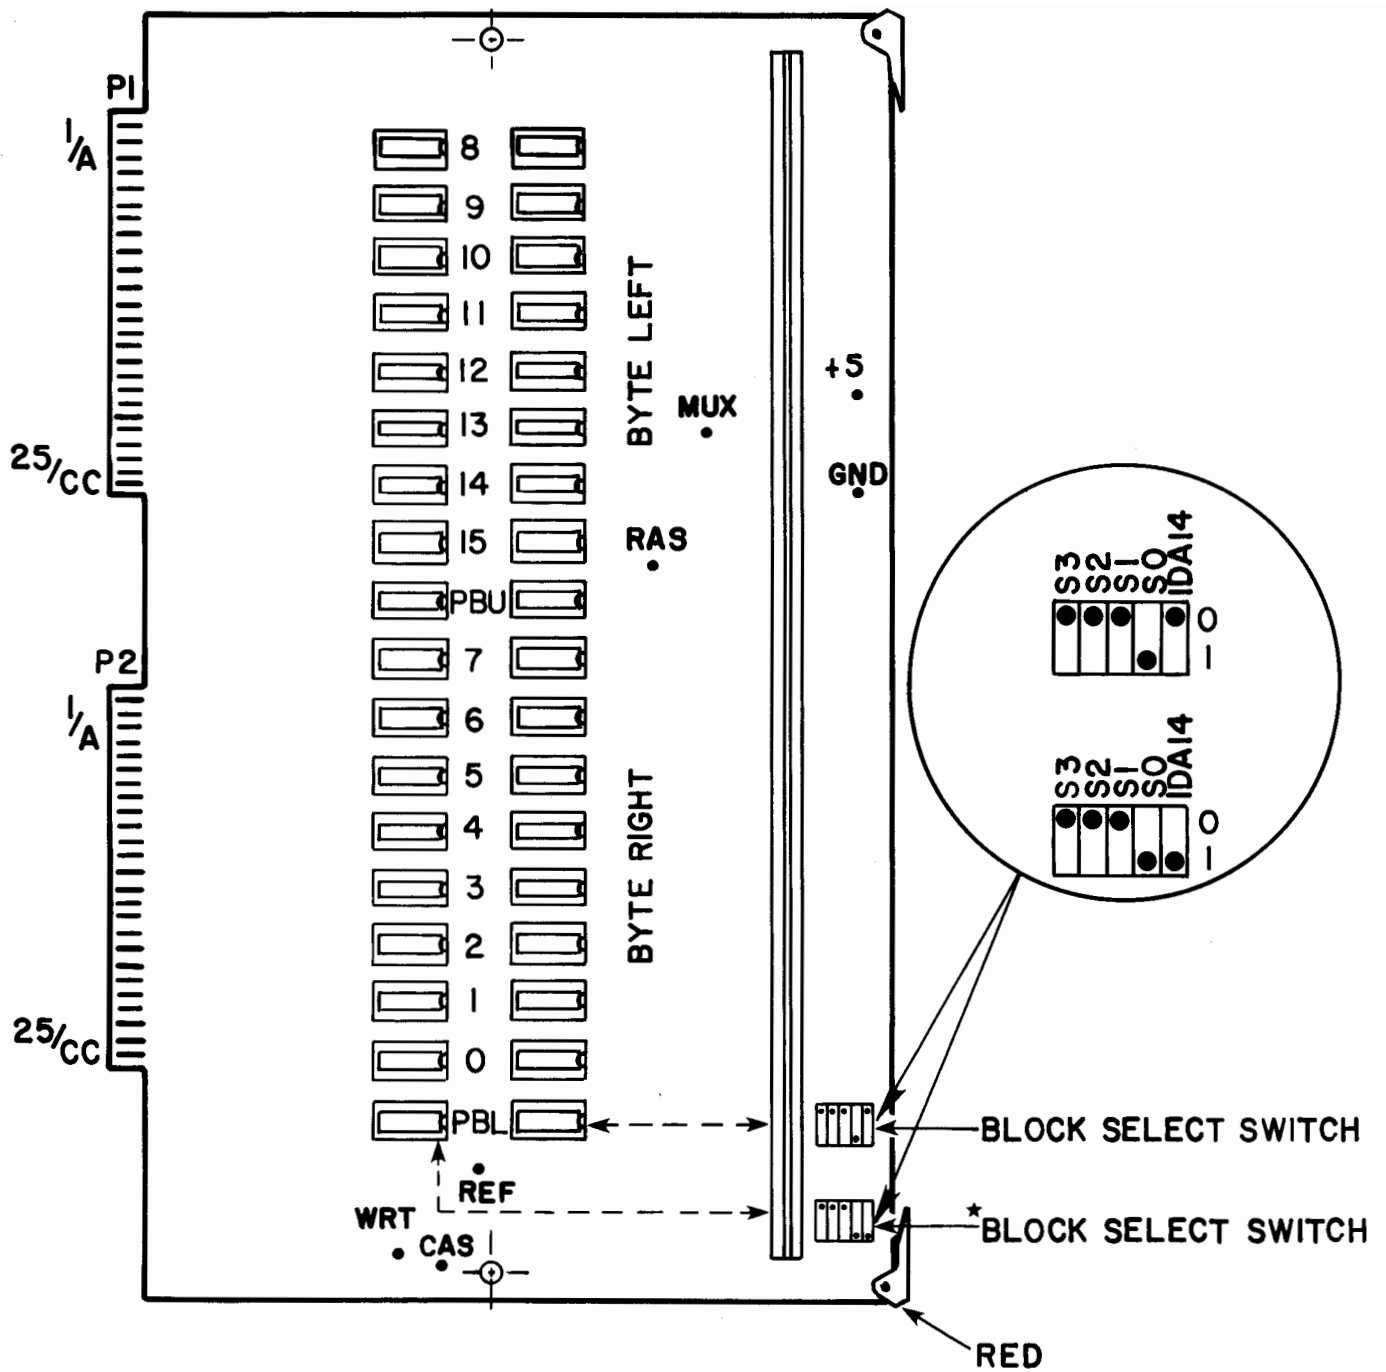 P1
1/A
25/CC
P2
1/A
25/CC
8
9
10
11
12
13
14
15
PBU
7
6
5
4
3
2
1
0
PBL
BYTE LEFT
BYTE RIGHT
MUX
RAS
+5
GND
REF
WRT
CAS
S3
S2
S1
S0
IDA14
0
1
S3
S2
S1
S0
IDA14
0
1
BLOCK SELECT SWITCH
*BLOCK SELECT SWITCH
RED